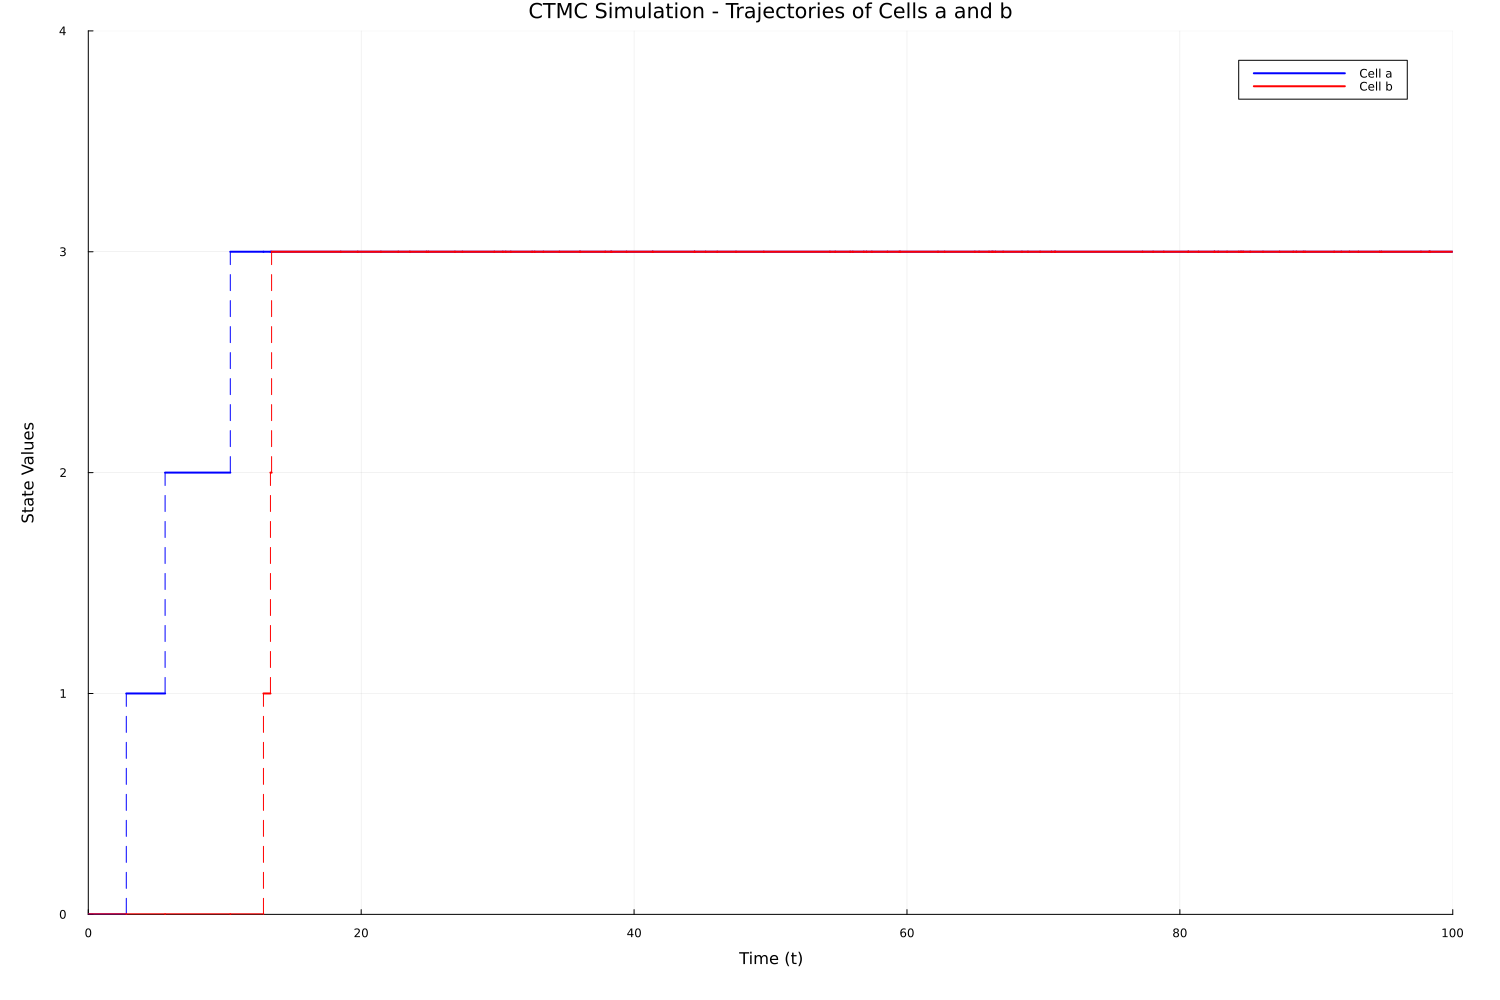 CTMC Simulation - Trajectories of Cells a and b
4
Cell a
Cell b
3
State Values
2
1
0
0 20 40 60 80 100
Time (t)